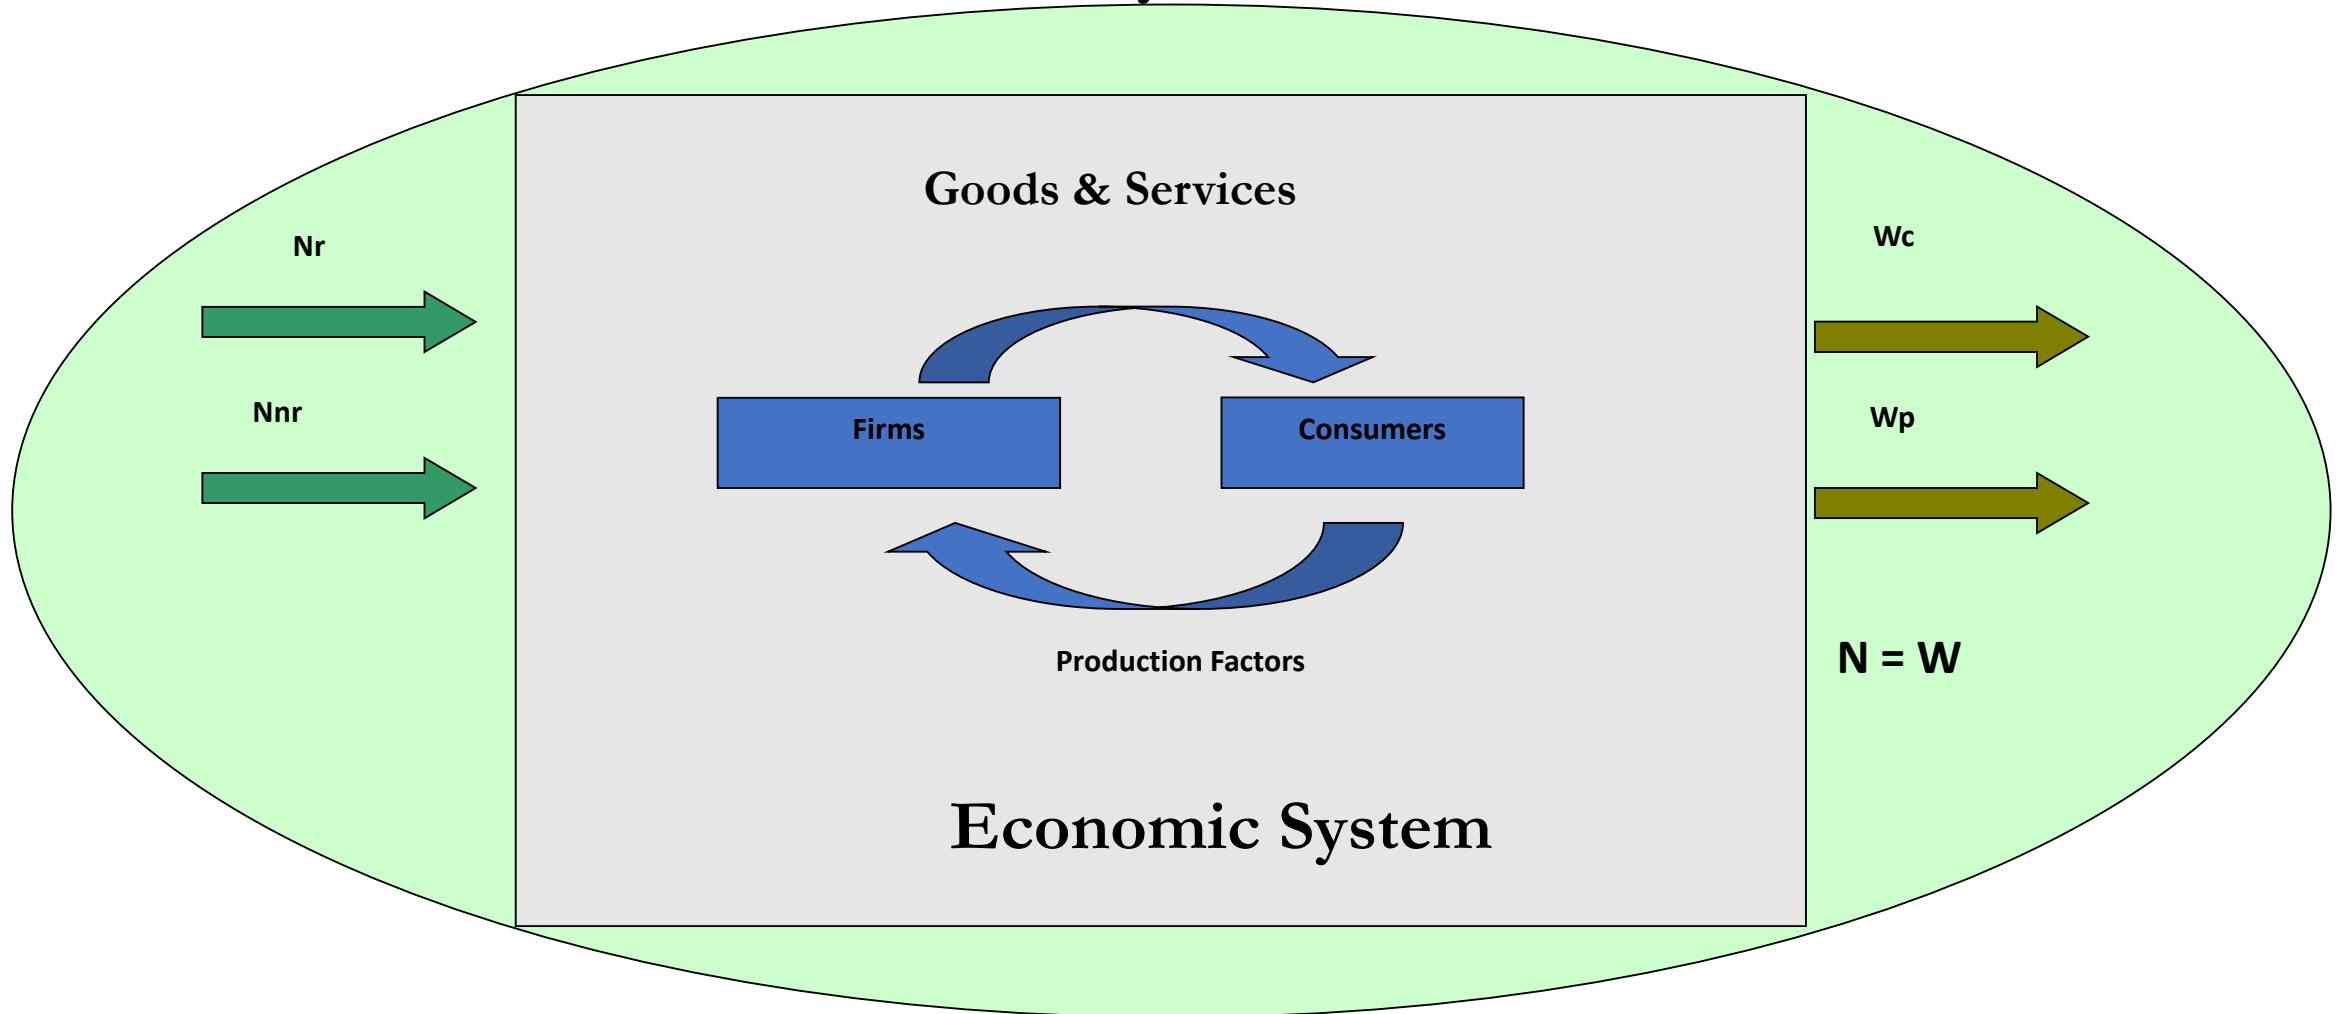 Goods & Services
Nr
Wc
Nnr
Firms
Consumers
Wp
Production Factors
N = W
Economic System